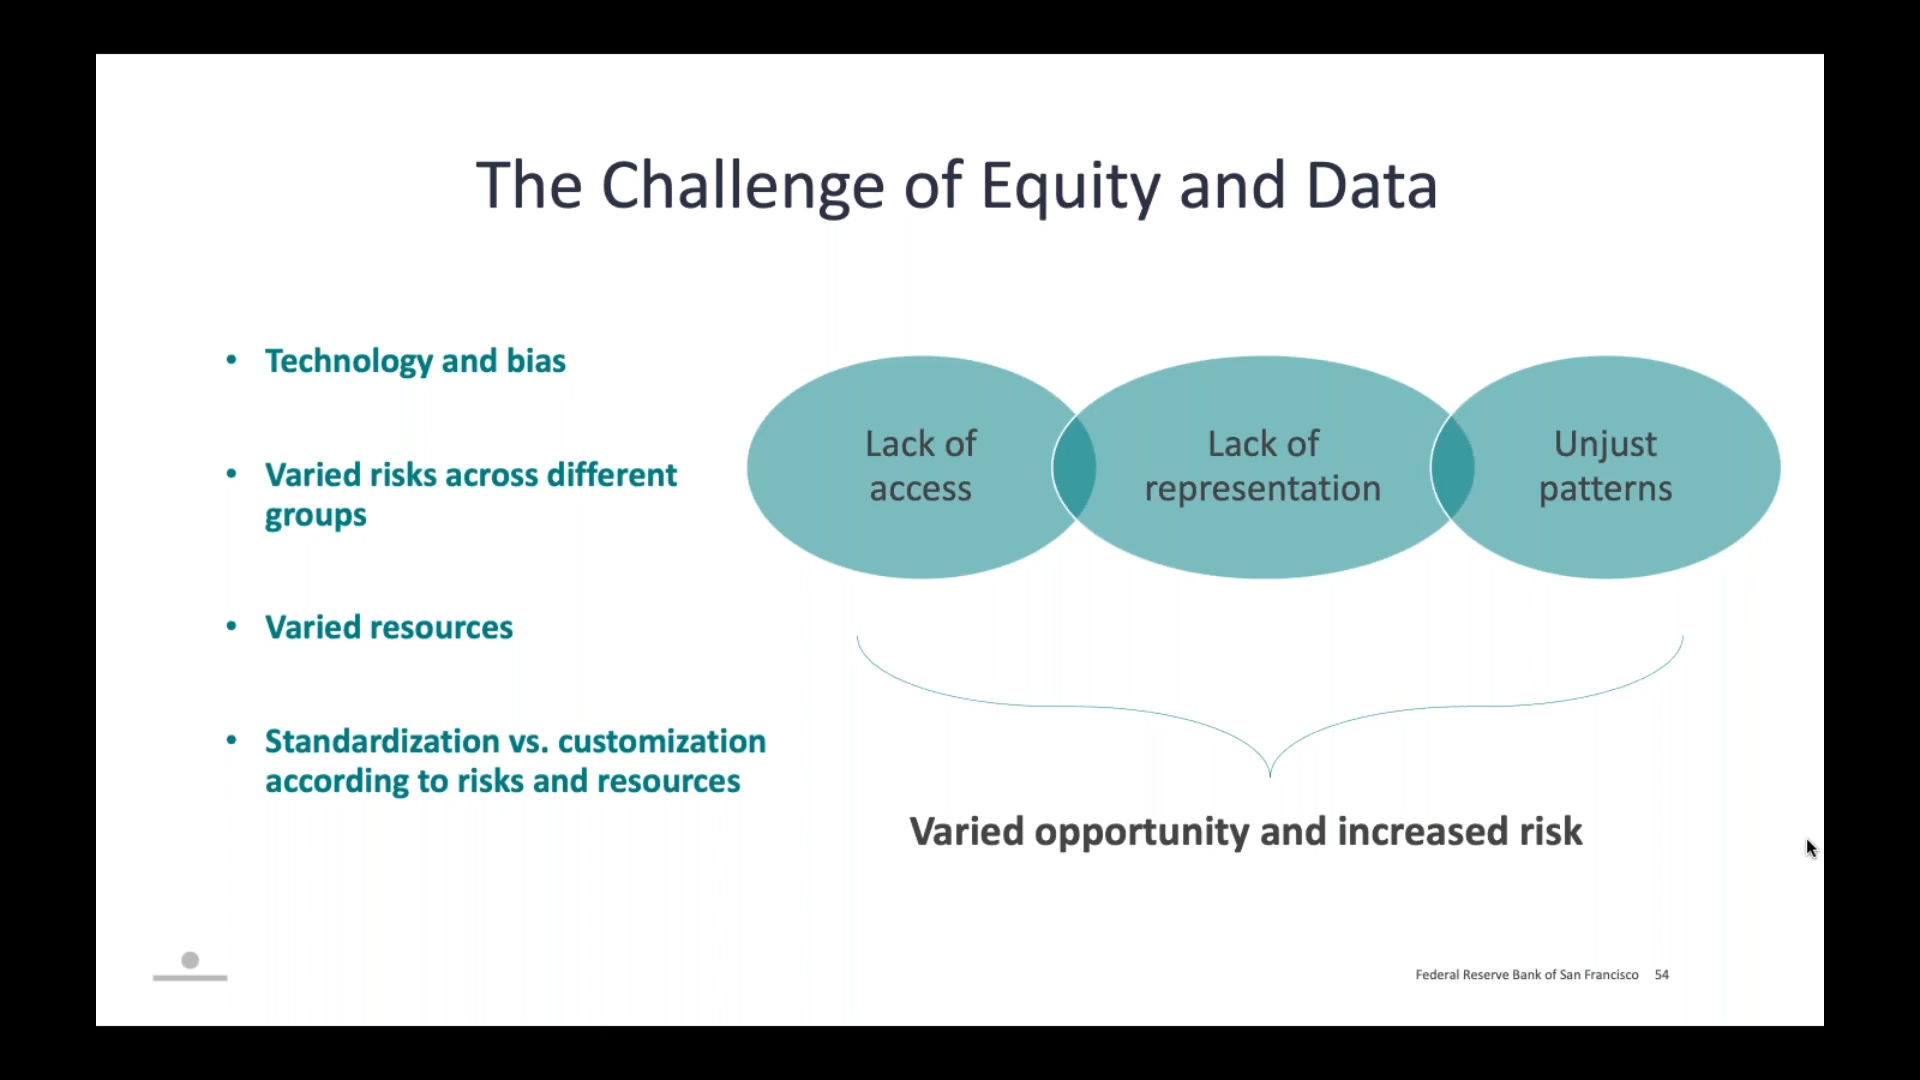 The Challenge of Equity and Data
• Technology and bias
• Varied risks across different
groups
• Varied resources
• Standardization vs. customization
according to risks and resources
Lack of
access
Lack of
representation
Unjust
patterns
Varied opportunity and increased risk
Federal Reserve Bank of San Francisco 54